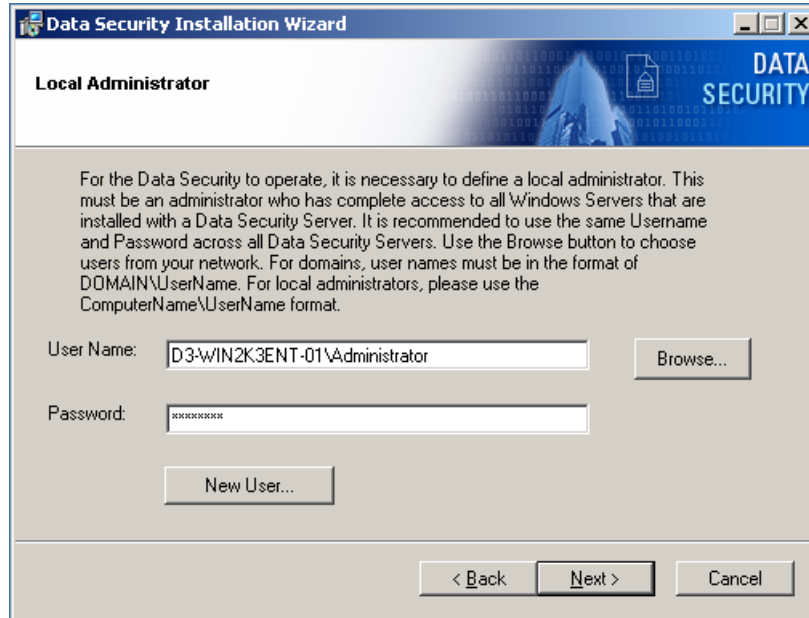 Data Security Installation Wizard
Local Administrator
DATA
SECURITY
For the Data Security to operate, it is necessary to define a local administrator. This
must be an administrator who has complete access to all Windows Servers that are
installed with a Data Security Server. It is recommended to use the same Username
and Password across all Data Security Servers. Use the Browse button to choose
users from your network. For domains, user names must be in the format of
DOMAIN\UserName. For local administrators, please use the
ComputerName\UserName format.
User Name:
D3-WIN2K3ENT-01\Administrator
Browse...
Password:
********
New User...
< Back
Next >
Cancel